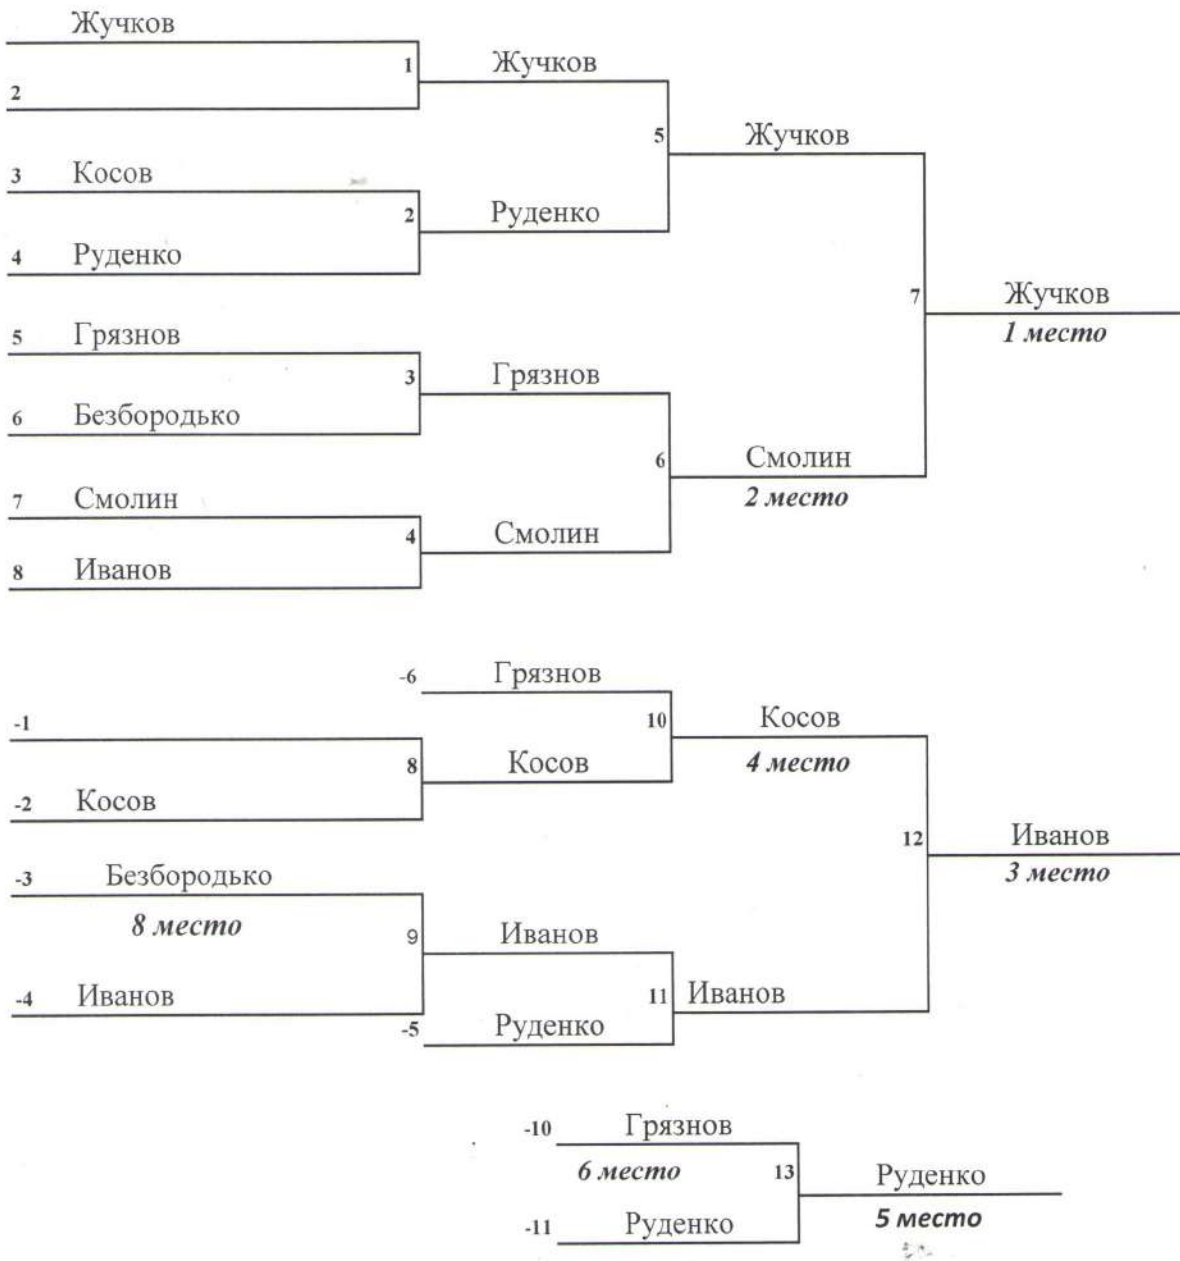 Жучков
1 Жучков
2
5 Жучков
3 Косов
2 Руденко
4 Руденко
7 Жучков
1 место
5 Грязнов
3 Грязнов
6 Безбородько
6 Смолин
2 место
7 Смолин
4 Смолин
8 Иванов
-6 Грязнов
-1
10 Косов
4 место
8 Косов
-2 Косов
12 Иванов
3 место
-3 Безбородько
8 место
9 Иванов
-4 Иванов
11 Иванов
-5 Руденко
-10 Грязнов
6 место
13 Руденко
5 место
-11 Руденко